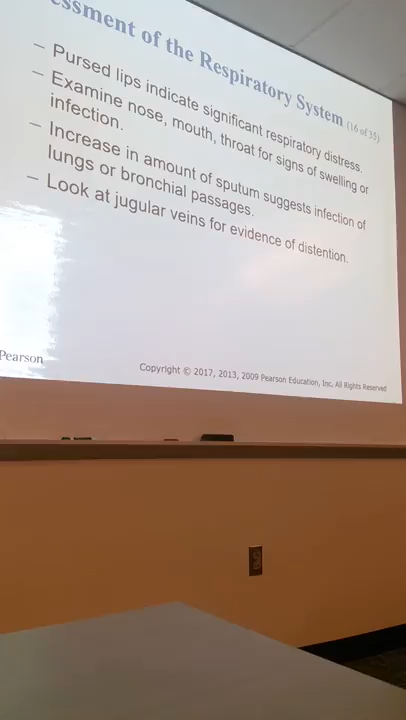 essment of the Respiratory System (16 of 35)
– Pursed lips indicate significant respiratory distress.
– Examine nose, mouth, throat for signs of swelling or
infection.
– Increase in amount of sputum suggests infection of
lungs or bronchial passages.
– Look at jugular veins for evidence of distention.
Pearson
Copyright © 2017, 2013, 2009 Pearson Education, Inc. All Rights Reserved